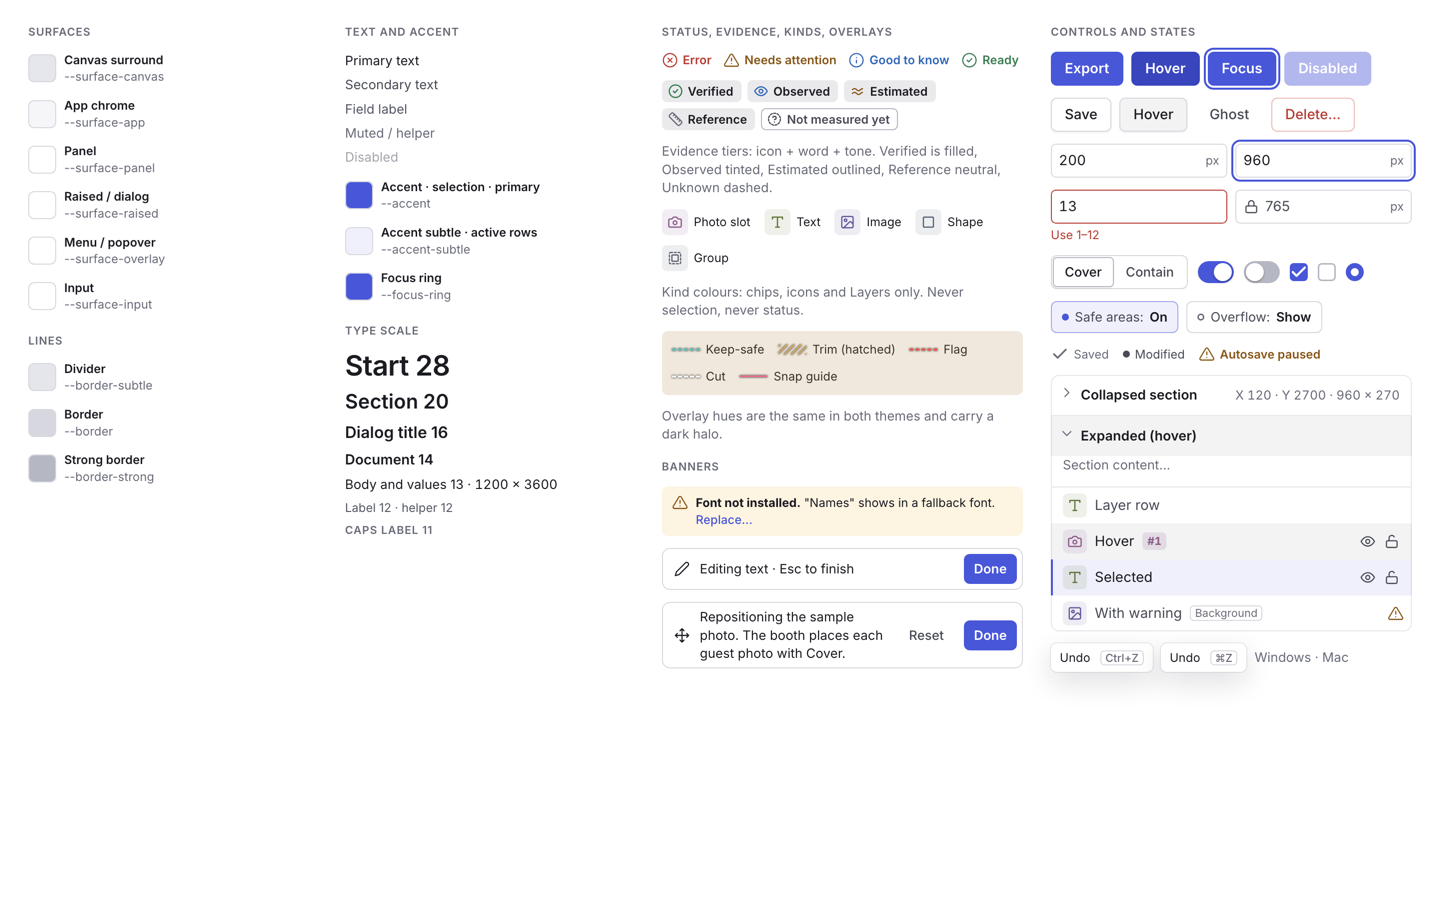 SURFACES
Canvas surround
--surface-canvas
App chrome
--surface-app
Panel
--surface-panel
Raised / dialog
--surface-raised
Menu / popover
--surface-overlay
Input
--surface-input
LINES
Divider
--border-subtle
Border
--border
Strong border
--border-strong
TEXT AND ACCENT
Primary text
Secondary text
Field label
Muted / helper
Disabled
Accent · selection · primary
--accent
Accent subtle · active rows
--accent-subtle
Focus ring
--focus-ring
TYPE SCALE
Start 28
Section 20
Dialog title 16
Document 14
Body and values 13 · 1200 × 3600
Label 12 · helper 12
CAPS LABEL 11
STATUS, EVIDENCE, KINDS, OVERLAYS
Error Needs attention Good to know Ready
Verified Observed Estimated
Reference Not measured yet
Evidence tiers: icon + word + tone. Verified is filled,
Observed tinted, Estimated outlined, Reference neutral,
Unknown dashed.
Photo slot Text Image Shape
Group
Kind colours: chips, icons and Layers only. Never
selection, never status.
Keep-safe Trim (hatched) Flag
Cut Snap guide
Overlay hues are the same in both themes and carry a
dark halo.
BANNERS
Font not installed. "Names" shows in a fallback font.
Replace...
Editing text · Esc to finish Done
Repositioning the sample
photo. The booth places each
guest photo with Cover.
Reset Done
CONTROLS AND STATES
Export Hover Focus Disabled
Save Hover Ghost Delete...
200 px 960 px
13 765 px
Use 1–12
Cover Contain
Safe areas: On Overflow: Show
Saved Modified Autosave paused
Collapsed section X 120 · Y 2700 · 960 × 270
Expanded (hover)
Section content...
Layer row
Hover #1
Selected
With warning Background
Undo Ctrl+Z Undo ⌘Z Windows · Mac